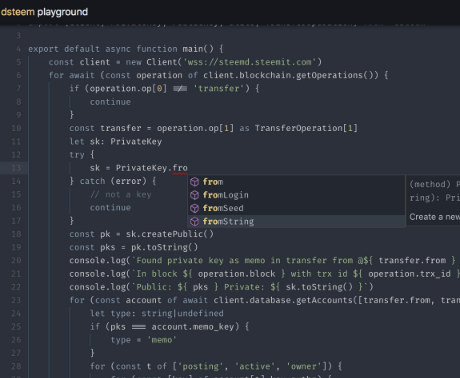 dsteem playground
3
4 export default async function main() {
5 const client = new Client('wss://steemd.steemit.com')
6 for await (const operation of client.blockchain.getOperations()) {
7 if (operation.op[0] !== 'transfer') {
8 continue
9 }
10 const transfer = operation.op[1] as TransferOperation[1]
11 let sk: PrivateKey
12 try {
13 sk = PrivateKey.fro
14 } catch (error) {
15 // not a key
16 continue
17 }
from
fromLogin
fromSeed
fromString
(method) P
ring): Pri
Create a new
18 const pk = sk.createPublic()
19 const pks = pk.toString()
20 console.log(`Found private key as memo in transfer from @${ transfer.from }
21 console.log(`In block ${ operation.block } with trx id ${ operation.trx_id }
22 console.log(`Public: ${ pks } Private: ${ sk.toString() }`)
23 for (const account of await client.database.getAccounts([transfer.from, tran
24 let type: string|undefined
25 if (pks === account.memo_key) {
26 type = 'memo'
27 }
28 for (const t of ['posting', 'active', 'owner']) {